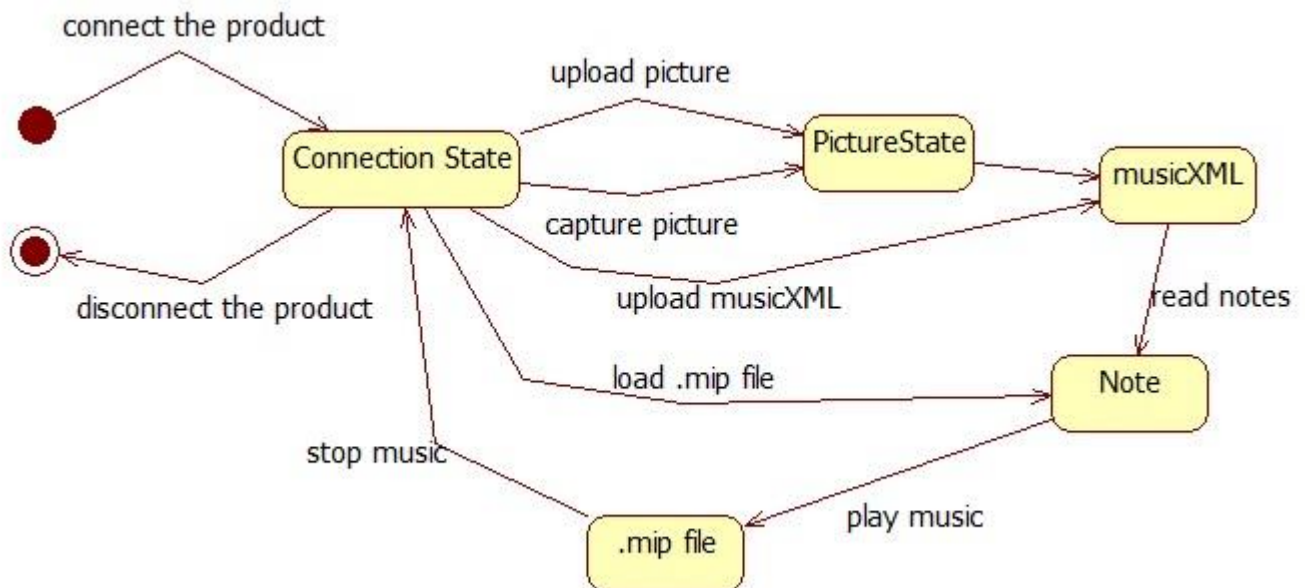 connect the product
upload picture
PictureState
Connection State
musicXML
capture picture
upload musicXML
disconnect the product
read notes
load .mip file
Note
stop music
play music
.mip file